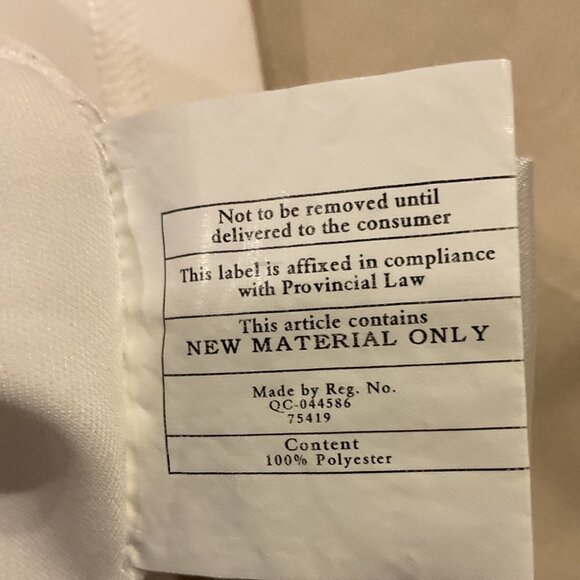 Not to be removed until
delivered to the consumer
This label is affixed in compliance
with Provincial Law
This article contains
NEW MATERIAL ONLY
Made by Reg. No.
QC-044586
75419
Content
100% Polyester